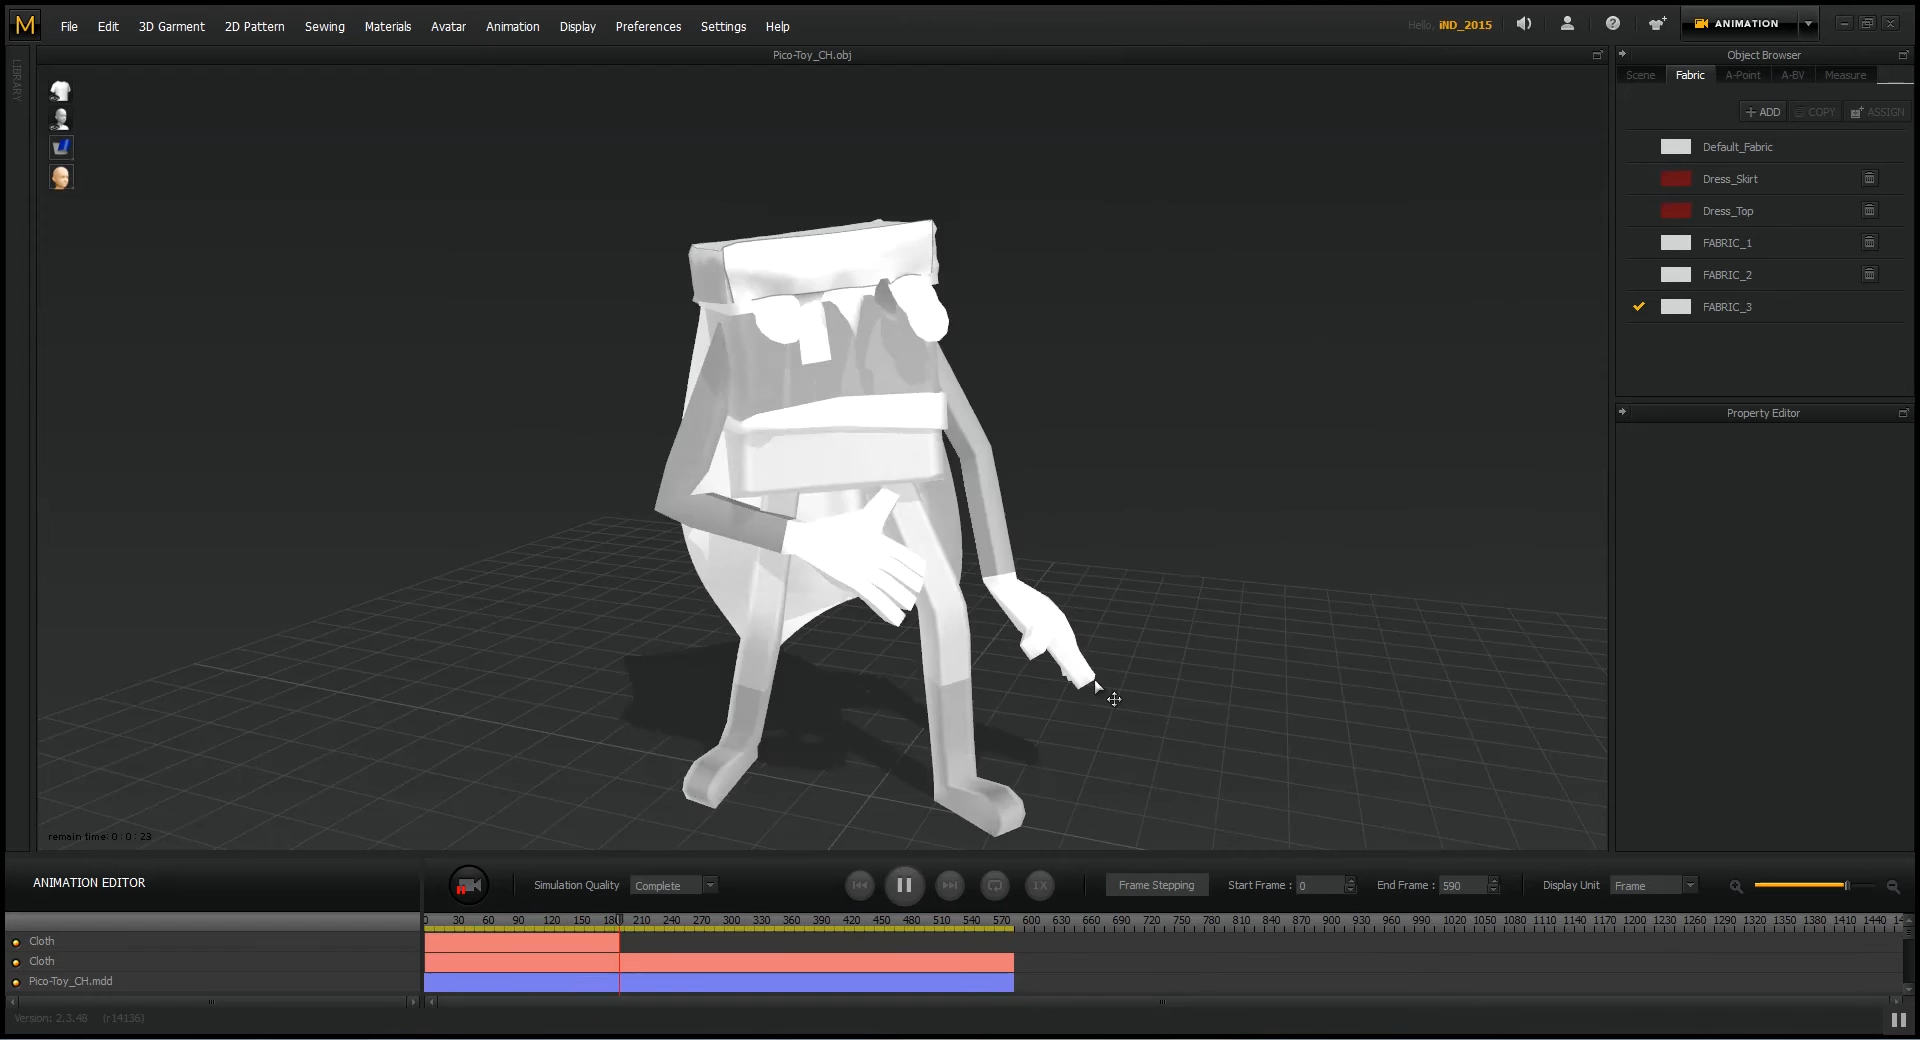 M File Edit 3D Garment 2D Pattern Sewing Materials Avatar Animation Display Preferences Settings Help Hello, iND_2015 ANIMATION
LIBRARY
Pico-Toy_CH.obj
Object Browser
Scene Fabric A-Point A-BV Measure
+ ADD COPY ASSIGN
Default_Fabric
Dress_Skirt
Dress_Top
FABRIC_1
FABRIC_2
FABRIC_3
Property Editor
remain time: 0 : 0 : 23
ANIMATION EDITOR
Simulation Quality Complete 1X Frame Stepping Start Frame : 0 End Frame : 590 Display Unit Frame
0 30 60 90 120 150 180 210 240 270 300 330 360 390 420 450 480 510 540 570 600 630 660 690 720 750 780 810 840 870 900 930 960 990 1020 1050 1080 1110 1140 1170 1200 1230 1260 1290 1320 1350 1380 1410 1440
Cloth
Cloth
Pico-Toy_CH.mdd
Version: 2.3.48 (r14136)